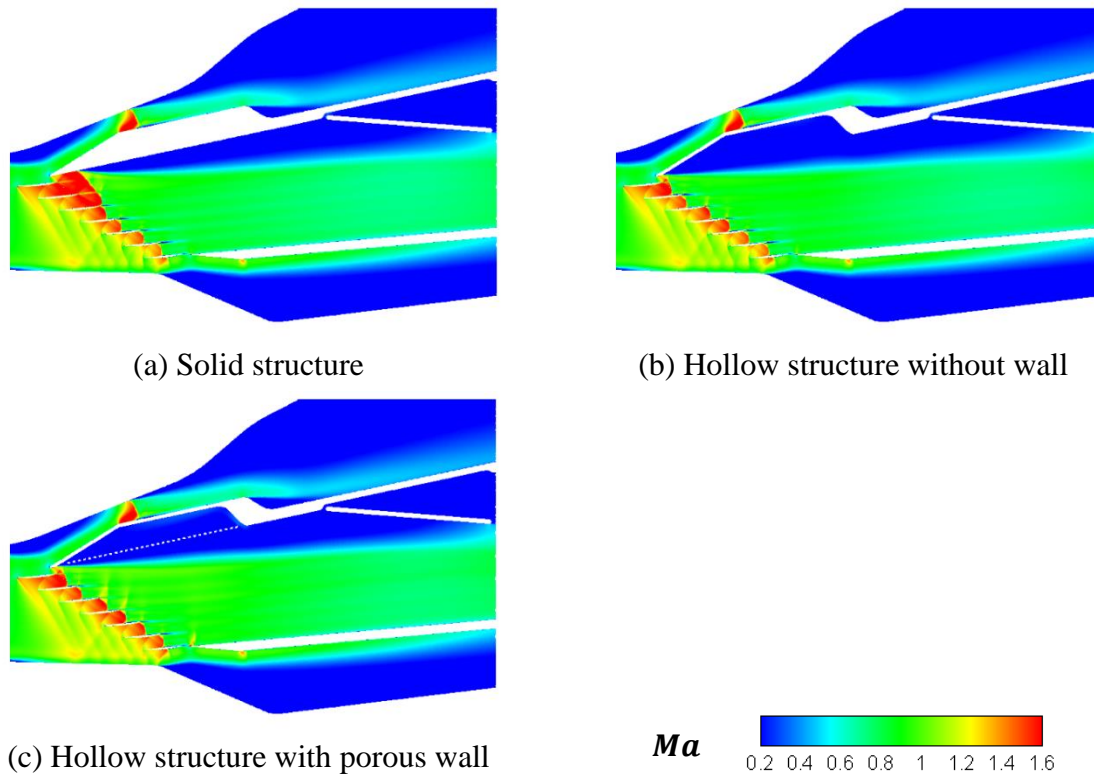 (a) Solid structure
(b) Hollow structure without wall
(c) Hollow structure with porous wall
Ma
0.2 0.4 0.6 0.8 1 1.2 1.4 1.6